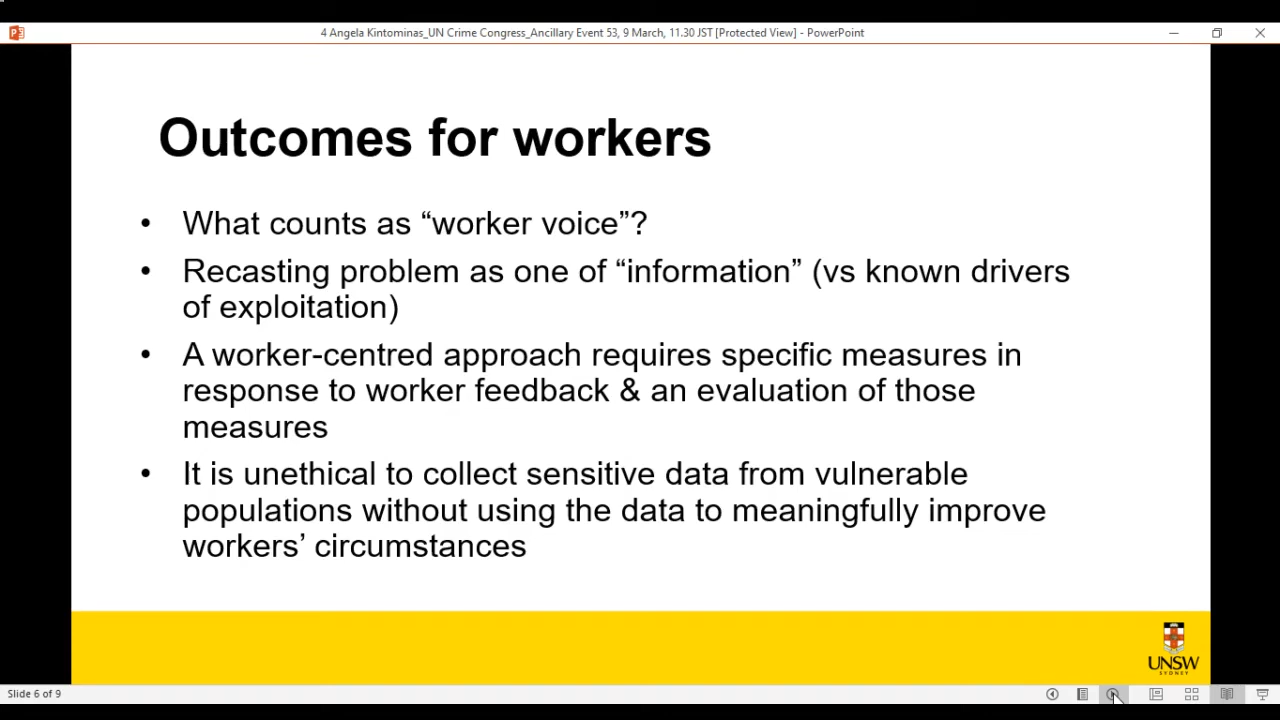 4 Angela Kintominas_UN Crime Congress_Ancillary Event 53, 9 March, 11.30 JST [Protected View] - PowerPoint
Outcomes for workers
• What counts as “worker voice”?
• Recasting problem as one of “information” (vs known drivers
of exploitation)
• A worker-centred approach requires specific measures in
response to worker feedback & an evaluation of those
measures
• It is unethical to collect sensitive data from vulnerable
populations without using the data to meaningfully improve
workers’ circumstances
UNSW
SYDNEY
Slide 6 of 9